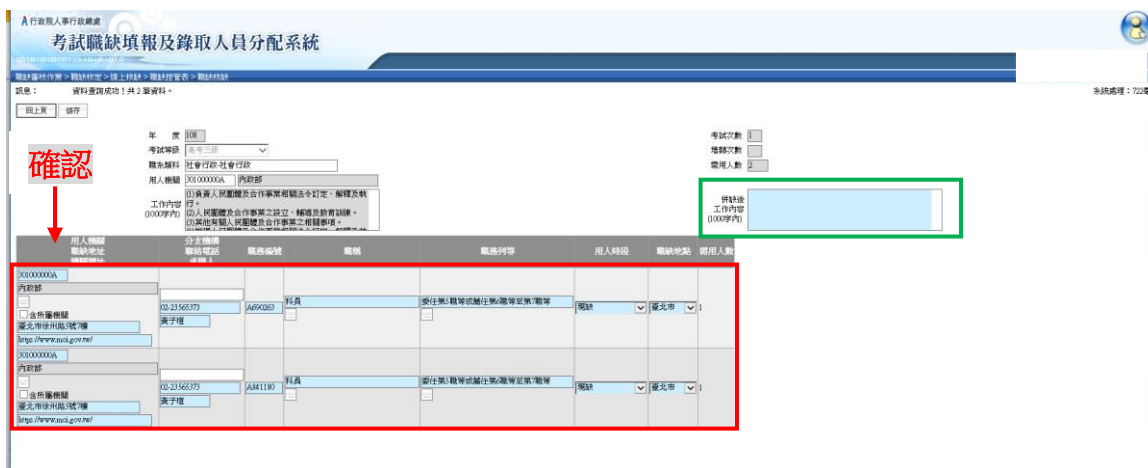 行政院人事行政總處
考試職缺填報及錄取人員分配系統
職缺審核作業 > 職缺核定 > 線上核缺 > 職缺控管表 > 職缺核缺
訊息： 資料查詢成功！共 2 筆資料。
系統處理：722毫
回上頁 儲存
年 度 108
考試次數 1
考試等級 高考三級
增額次數
職系類科 社會行政-社會行政
需用人數 2
用人機關 301000000A 內政部
確認
工作內容
(1000字內)
(1)負責人民團體及合作事業相關法令訂定、解釋及執
行。
(2)人民團體及合作事業之設立、輔導及教育訓練。
(3)其他有關人民團體及合作事業之相關事項。
併缺後
工作內容
(1000字內)
用人機關 分支機構
職缺地址 聯絡電話 職務編號 職稱 職務列等 用人時段 職缺地點 需用人數
機關網址 承辦人
301000000A
內政部
...
含所屬機關
臺北市徐州路5號7樓
https://www.moi.gov.tw/
02-23565373
黃子瑄
A690263
科員
...
委任第5職等或薦任第6職等至第7職等
...
現缺
臺北市
1
301000000A
內政部
...
含所屬機關
臺北市徐州路5號7樓
https://www.moi.gov.tw/
02-23565373
黃子瑄
A841180
科員
...
委任第5職等或薦任第6職等至第7職等
...
現缺
臺北市
1